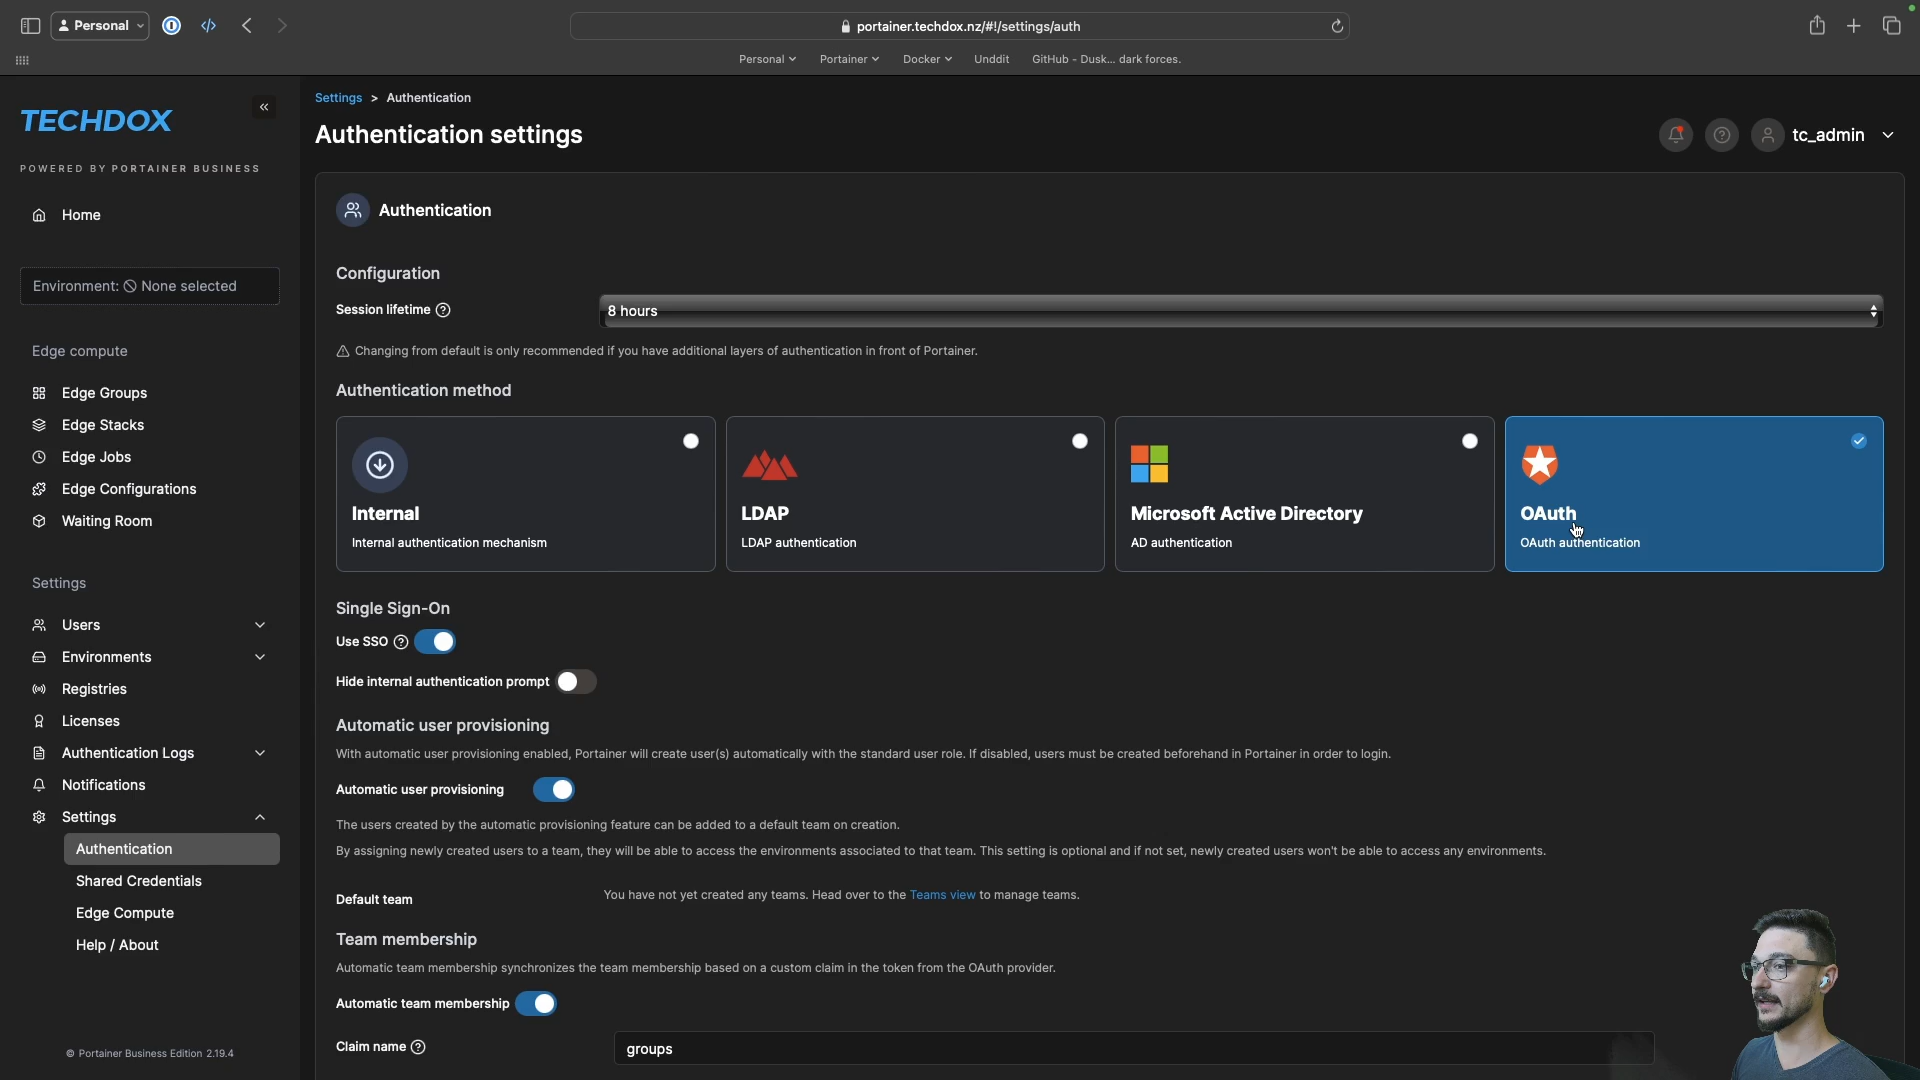 Personal
portainer.techdox.nz/#!/settings/auth
Personal Portainer Docker Unddit GitHub - Dusk... dark forces.
TECHDOX
POWERED BY PORTAINER BUSINESS
Home
Environment: None selected
Edge compute
Edge Groups
Edge Stacks
Edge Jobs
Edge Configurations
Waiting Room
Settings
Users
Environments
Registries
Licenses
Authentication Logs
Notifications
Settings
Authentication
Shared Credentials
Edge Compute
Help / About
© Portainer Business Edition 2.19.4
Settings > Authentication
Authentication settings
tc_admin
Authentication
Configuration
Session lifetime
8 hours
Changing from default is only recommended if you have additional layers of authentication in front of Portainer.
Authentication method
Internal
Internal authentication mechanism
LDAP
LDAP authentication
Microsoft Active Directory
AD authentication
OAuth
OAuth authentication
Single Sign-On
Use SSO
Hide internal authentication prompt
Automatic user provisioning
With automatic user provisioning enabled, Portainer will create user(s) automatically with the standard user role. If disabled, users must be created beforehand in Portainer in order to login.
Automatic user provisioning
The users created by the automatic provisioning feature can be added to a default team on creation.
By assigning newly created users to a team, they will be able to access the environments associated to that team. This setting is optional and if not set, newly created users won't be able to access any environments.
Default team
You have not yet created any teams. Head over to the Teams view to manage teams.
Team membership
Automatic team membership synchronizes the team membership based on a custom claim in the token from the OAuth provider.
Automatic team membership
Claim name
groups